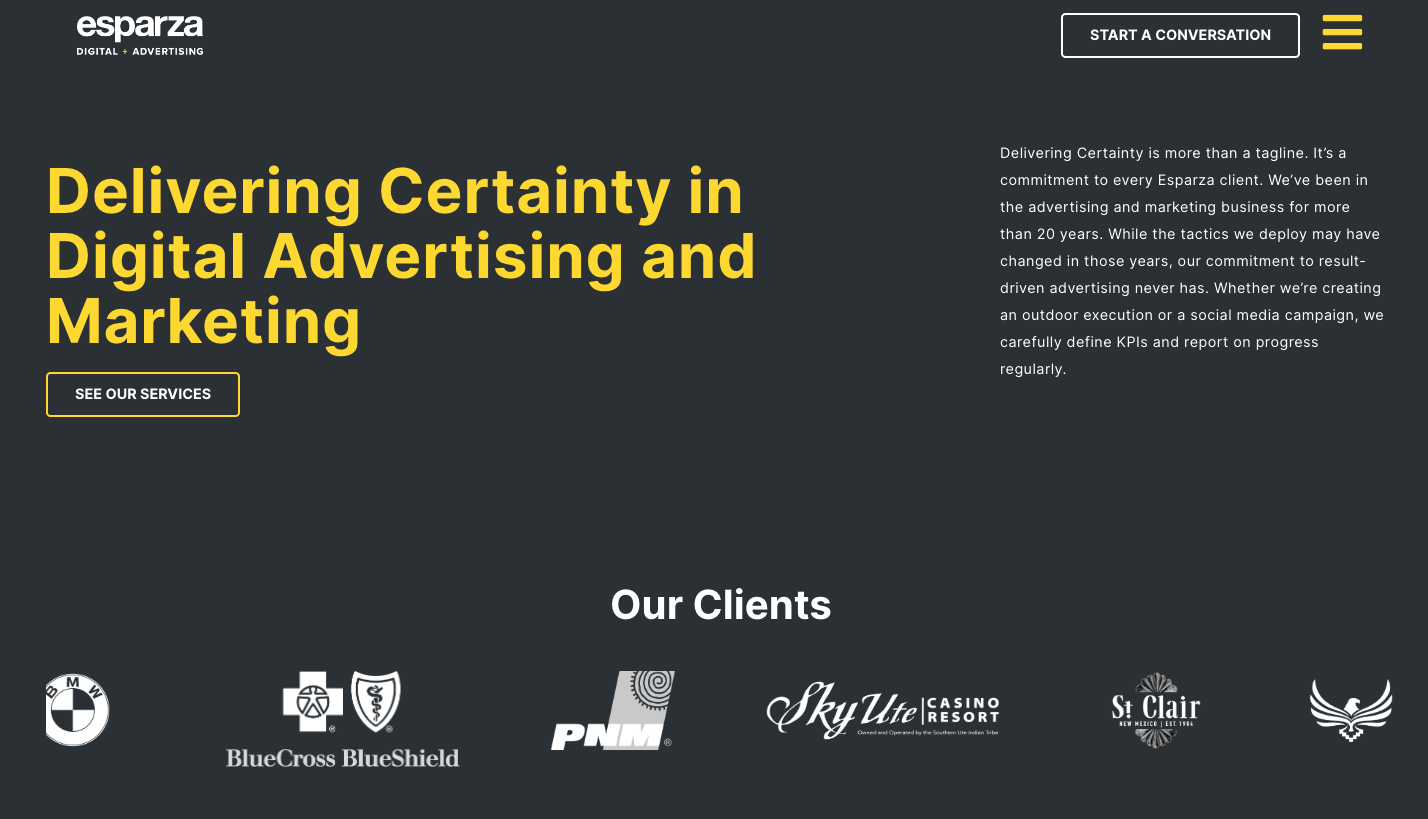 esparza
DIGITAL + ADVERTISING
START A CONVERSATION
Delivering Certainty in
Digital Advertising and
Marketing
SEE OUR SERVICES
Delivering Certainty is more than a tagline. It’s a
commitment to every Esparza client. We’ve been in
the advertising and marketing business for more
than 20 years. While the tactics we deploy may have
changed in those years, our commitment to result-
driven advertising never has. Whether we’re creating
an outdoor execution or a social media campaign, we
carefully define KPIs and report on progress
regularly.
Our Clients
BMW
BlueCross BlueShield
®
®
PNM®
Sky Ute CASINO
RESORT
Owned and Operated by the Southern Ute Indian Tribe
St Clair
NEW MEXICO | EST. 1984